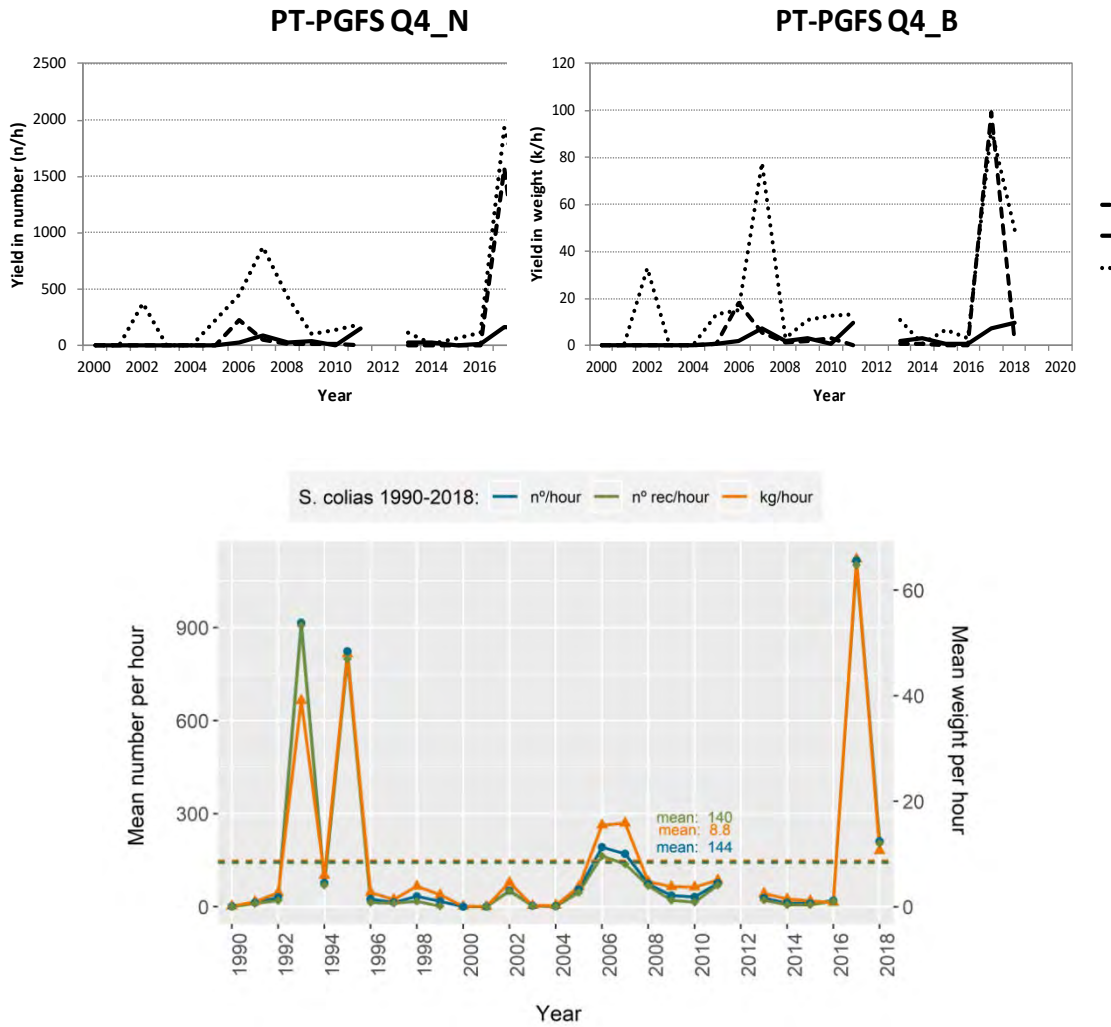 PT-PGFS Q4_N
2500
2000
1500
1000
500
0
Yield in number (n/h)
2000 2002 2004 2006 2008 2010 2012 2014 2016
Year
PT-PGFS Q4_B
120
100
80
60
40
20
0
Yield in weight (k/h)
2000 2002 2004 2006 2008 2010 2012 2014 2016 2018 2020
Year
S. colias 1990-2018: nº/hour nº rec/hour kg/hour
Mean number per hour
900
600
300
0
mean: 140
mean: 8.8
mean: 144
60
40
20
0
Mean weight per hour
1990 1992 1994 1996 1998 2000 2002 2004 2006 2008 2010 2012 2014 2016 2018
Year